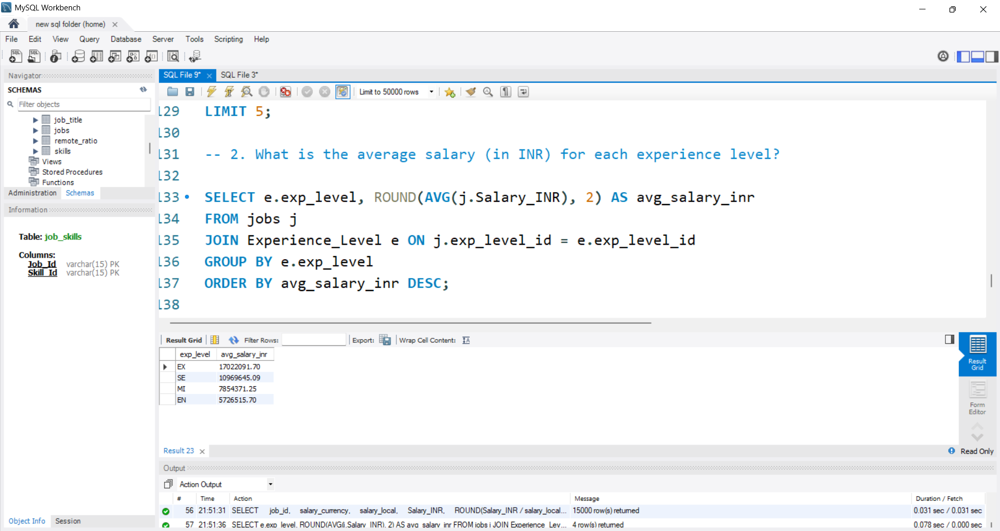 MySQL Workbench
new sql folder (home)
File Edit View Query Database Server Tools Scripting Help
Navigator
SCHEMAS
Filter objects
job_title
jobs
remote_ratio
skills
Views
Stored Procedures
Functions
Administration Schemas
Information
Table: job_skills
Columns:
Job_Id varchar(15) PK
Skill_Id varchar(15) PK
Object Info Session
SQL File 9* SQL File 3*
Limit to 50000 rows
129 LIMIT 5;
130
131 -- 2. What is the average salary (in INR) for each experience level?
132
133 SELECT e.exp_level, ROUND(AVG(j.Salary_INR), 2) AS avg_salary_inr
134 FROM jobs j
135 JOIN Experience_Level e ON j.exp_level_id = e.exp_level_id
136 GROUP BY e.exp_level
137 ORDER BY avg_salary_inr DESC;
138
Result Grid Filter Rows: Export: Wrap Cell Content:
exp_level avg_salary_inr
EX 17022091.70
SE 10969645.09
MI 7854371.25
EN 5726515.70
Result
Grid
Form
Editor
Result 23
Read Only
Output
Action Output
# Time Action Message Duration / Fetch
56 21:51:31 SELECT job_id, salary_currency, salary_local, Salary_INR, ROUND(Salary_INR / salary_local... 15000 row(s) returned 0.031 sec / 0.031 sec
57 21:51:36 SELECT e.exp_level, ROUND(AVG(j.Salary_INR), 2) AS avg_salary_inr FROM jobs j JOIN Experience_Lev... 4 row(s) returned 0.078 sec / 0.000 sec